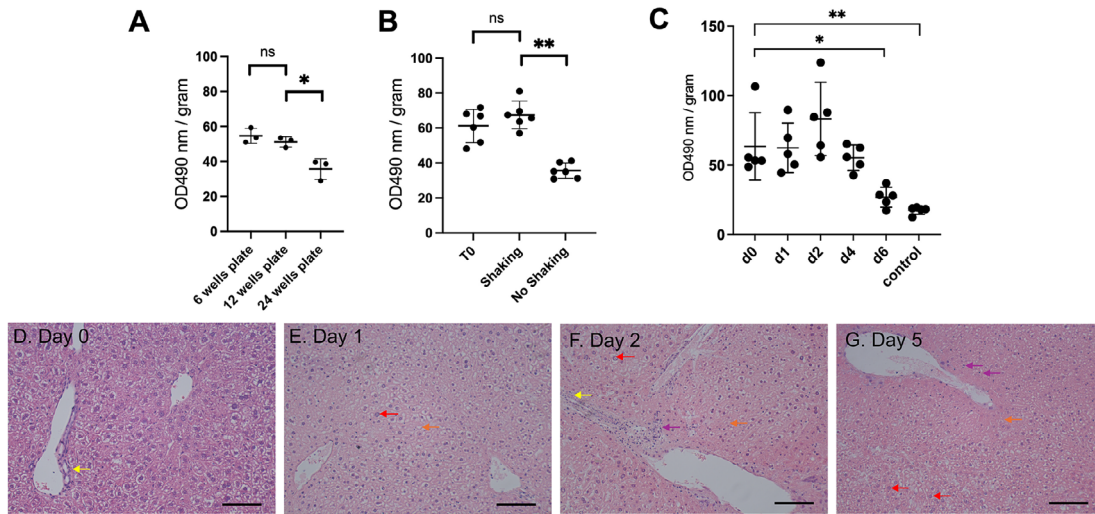 A
ns
*
OD490 nm / gram
100
80
60
40
20
0
6 wells plate
12 wells plate
24 wells plate
B
ns
**
OD490 nm / gram
100
80
60
40
20
0
T0
Shaking
No Shaking
C
**
*
OD490 nm / gram
150
100
50
0
d0
d1
d2
d4
d6
control
D. Day 0
E. Day 1
F. Day 2
G. Day 5